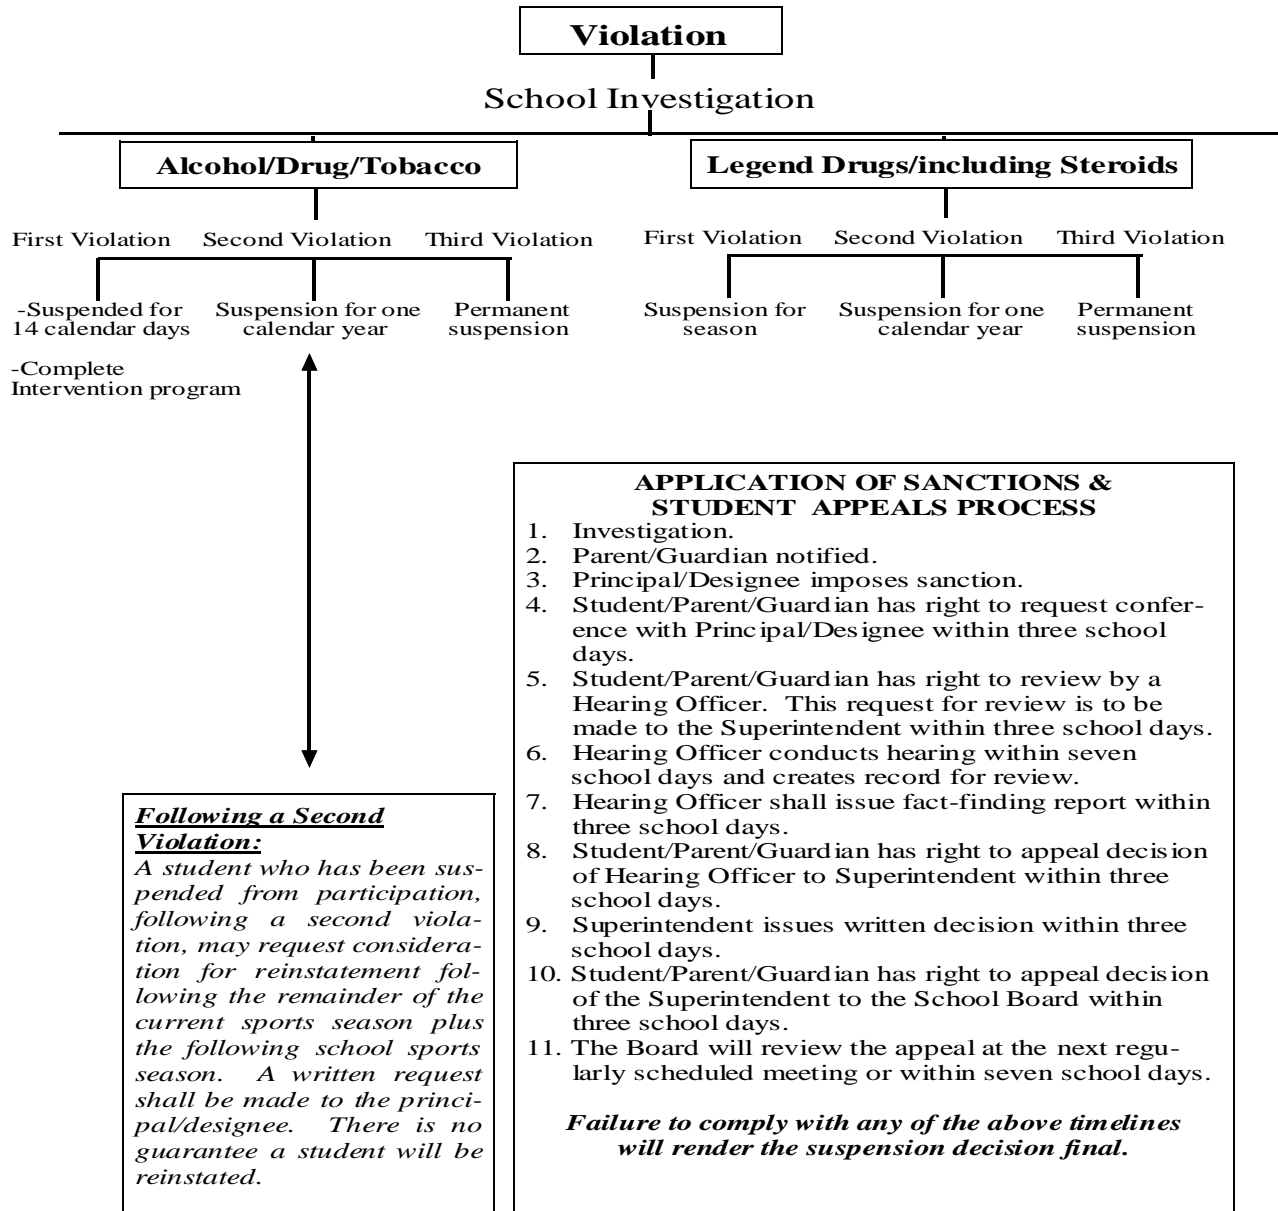 Violation
School Investigation
Alcohol/Drug/Tobacco
First Violation Second Violation Third Violation
-Suspended for
14 calendar days
-Complete
Intervention program
Suspension for one
calendar year
Permanent
suspension
Legend Drugs/including Steroids
First Violation Second Violation Third Violation
Suspension for
season
Suspension for one
calendar year
Permanent
suspension
Following a Second
Violation:
A student who has been sus-
pended from participation,
following a second viola-
tion, may request considera-
tion for reinstatement fol-
lowing the remainder of the
current sports season plus
the following school sports
season. A written request
shall be made to the princi-
pal/designee. There is no
guarantee a student will be
reinstated.
APPLICATION OF SANCTIONS &
STUDENT APPEALS PROCESS
1. Investigation.
2. Parent/Guardian notified.
3. Principal/Designee imposes sanction.
4. Student/Parent/Guardian has right to request confer-
ence with Principal/Designee within three school
days.
5. Student/Parent/Guardian has right to review by a
Hearing Officer. This request for review is to be
made to the Superintendent within three school days.
6. Hearing Officer conducts hearing within seven
school days and creates record for review.
7. Hearing Officer shall issue fact-finding report within
three school days.
8. Student/Parent/Guardian has right to appeal decision
of Hearing Officer to Superintendent within three
school days.
9. Superintendent issues written decision within three
school days.
10. Student/Parent/Guardian has right to appeal decision
of the Superintendent to the School Board within
three school days.
11. The Board will review the appeal at the next regu-
larly scheduled meeting or within seven school days.
Failure to comply with any of the above timelines
will render the suspension decision final.